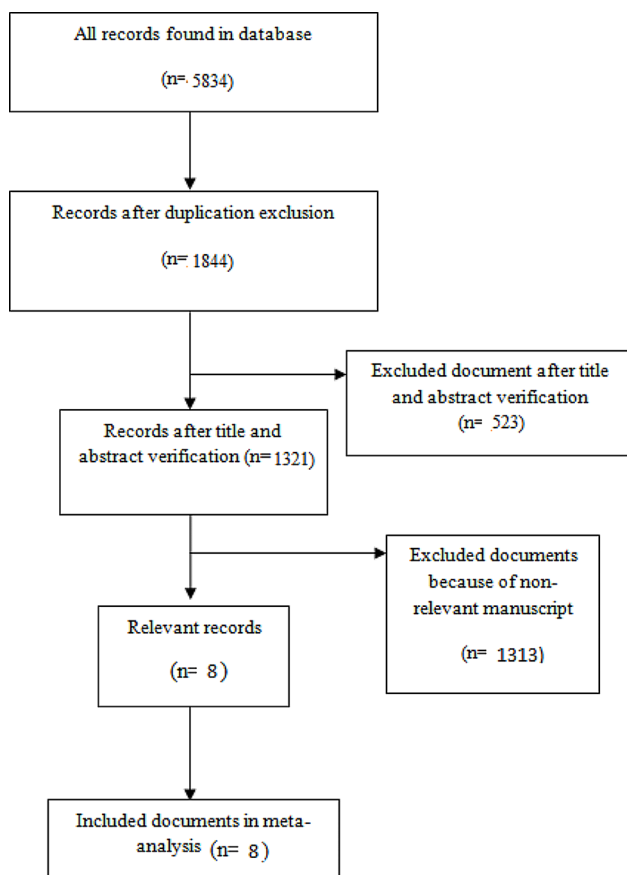 All records found in database
(n= 5834)
Records after duplication exclusion
(n= 1844)
Excluded document after title
and abstract verification
(n= 523)
Records after title and
abstract verification (n= 1321)
Excluded documents
because of non-
relevant manuscript
(n= 1313)
Relevant records
(n= 8)
Included documents in meta-
analysis (n= 8)